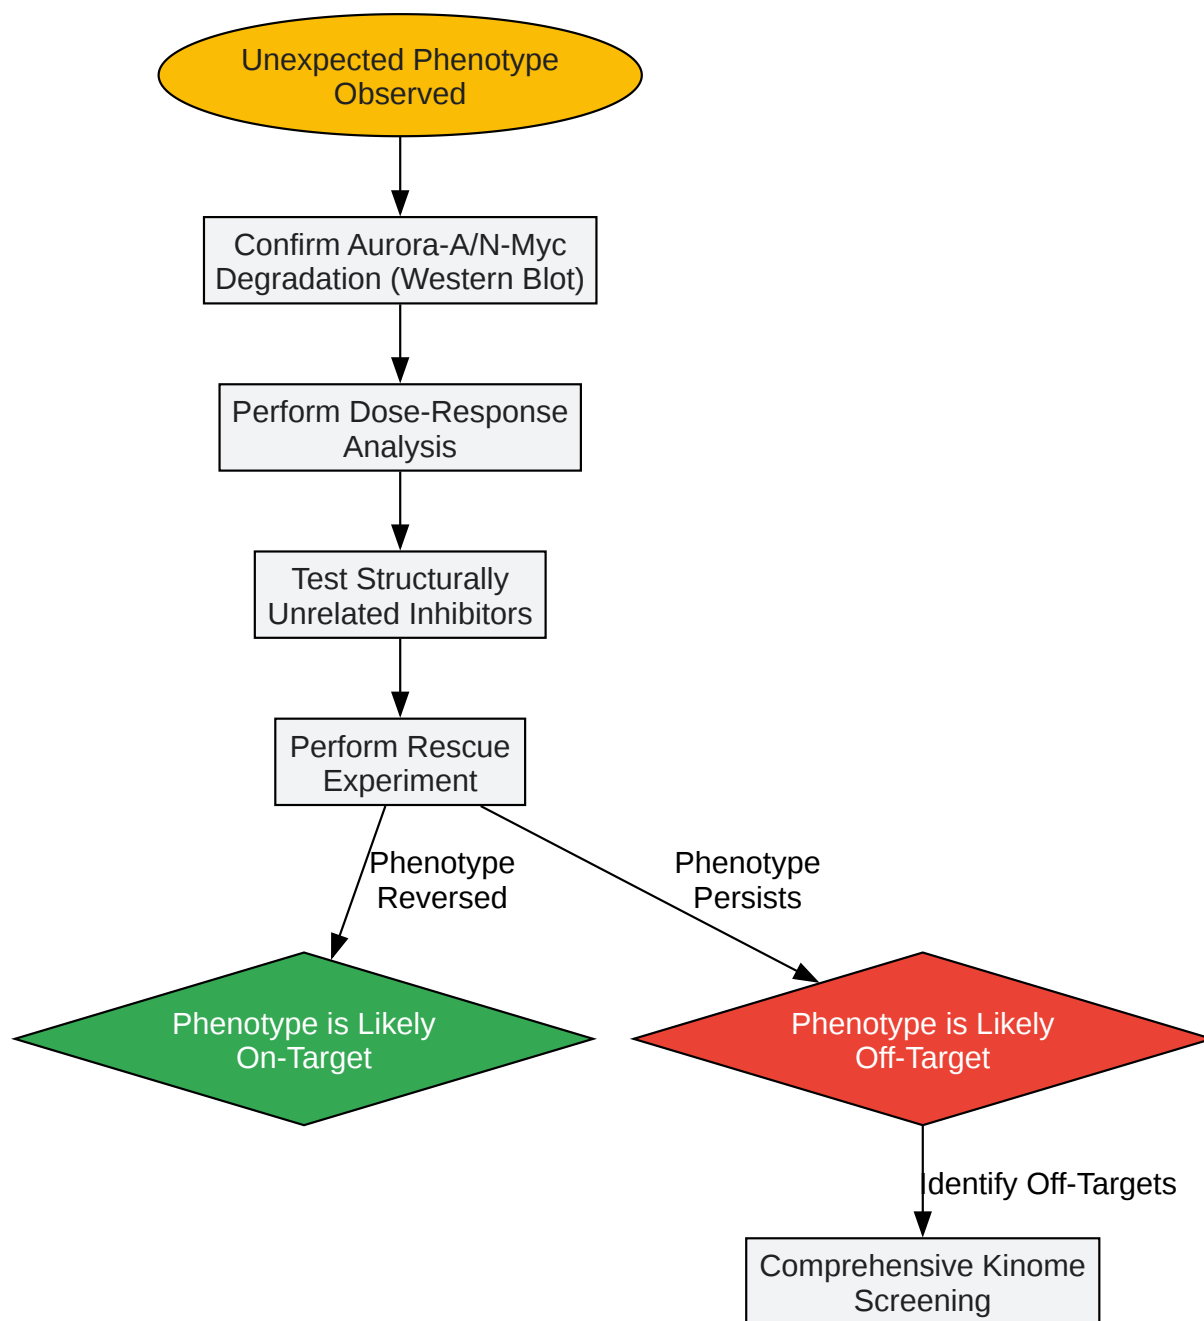 Unexpected Phenotype
Observed
Confirm Aurora-A/N-Myc
Degradation (Western Blot)
Perform Dose-Response
Analysis
Test Structurally
Unrelated Inhibitors
Perform Rescue
Experiment
Phenotype
Reversed
Phenotype
Persists
Phenotype is Likely
On-Target
Phenotype is Likely
Off-Target
Identify Off-Targets
Comprehensive Kinome
Screening